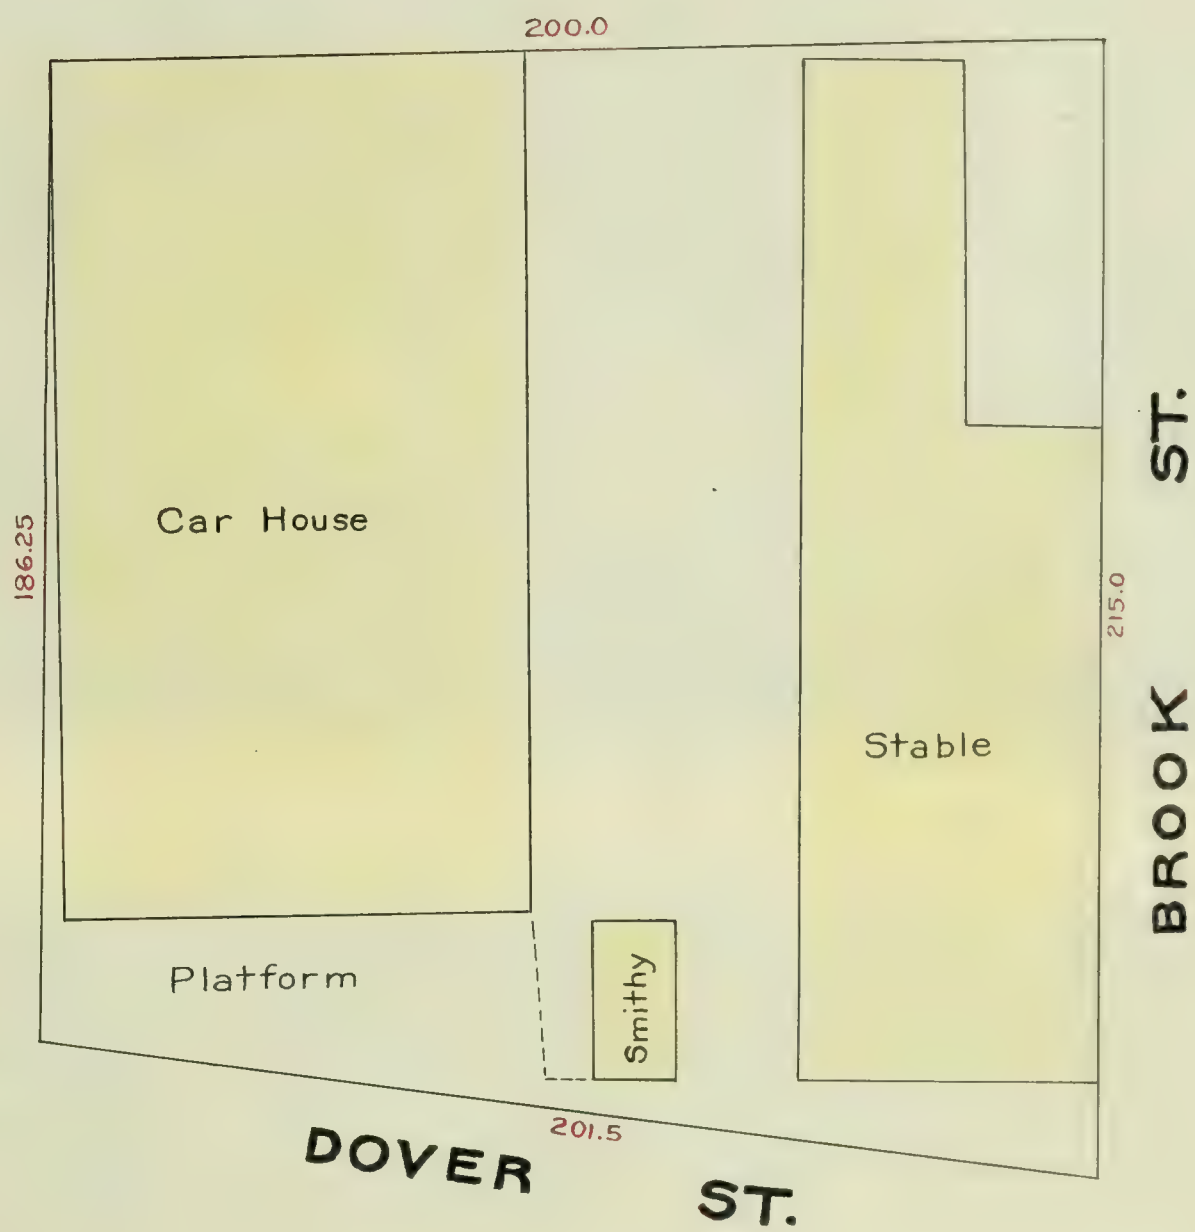 200.0
186.25
Car House
Stable
215.0
BROOK ST.
Platform
Smithy
201.5
DOVER ST.